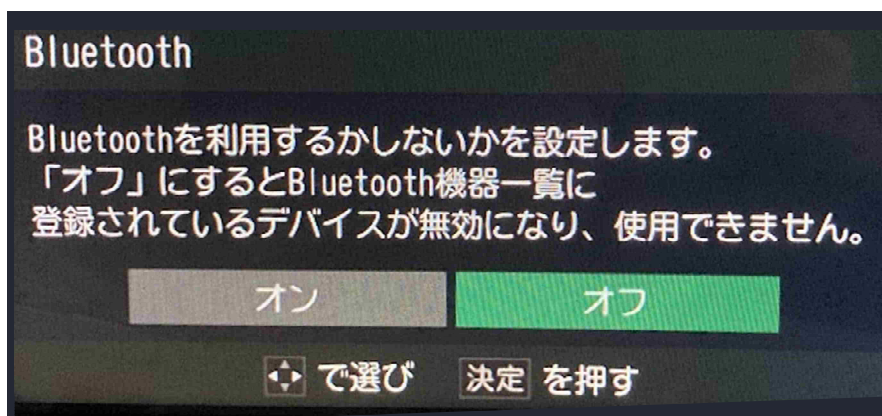 Bluetooth
Bluetoothを利用するかしないかを設定します。
「オフ」にするとBluetooth機器一覧に
登録されているデバイスが無効になり、使用できません。
オン オフ
で選び 決定 を押す